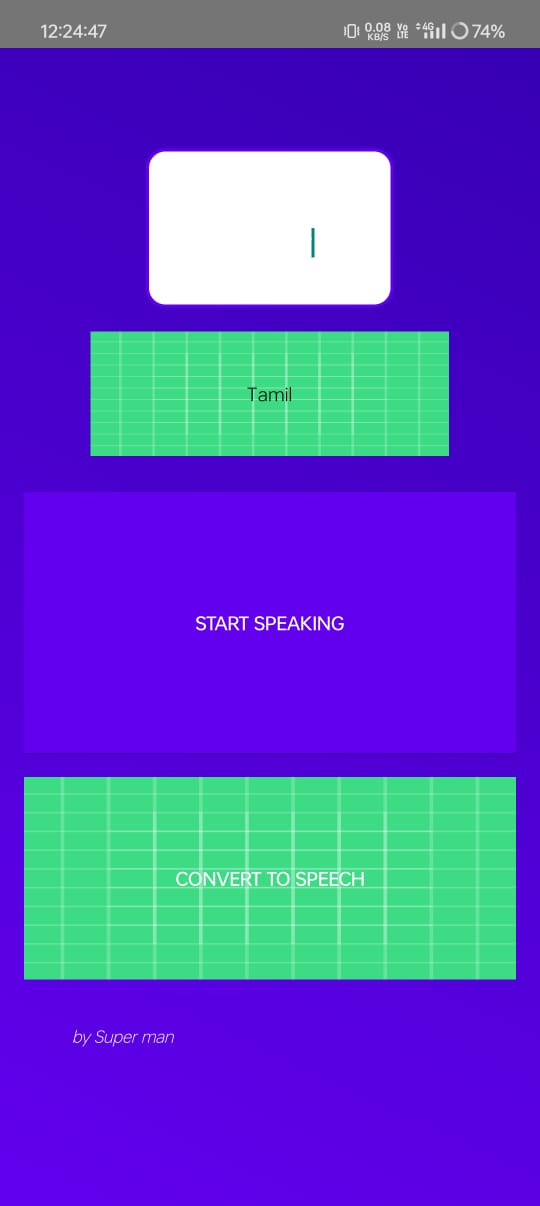 12:24:47
0.08 KB/S Vo LTE 4G 74%
Tamil
START SPEAKING
CONVERT TO SPEECH
by Super man